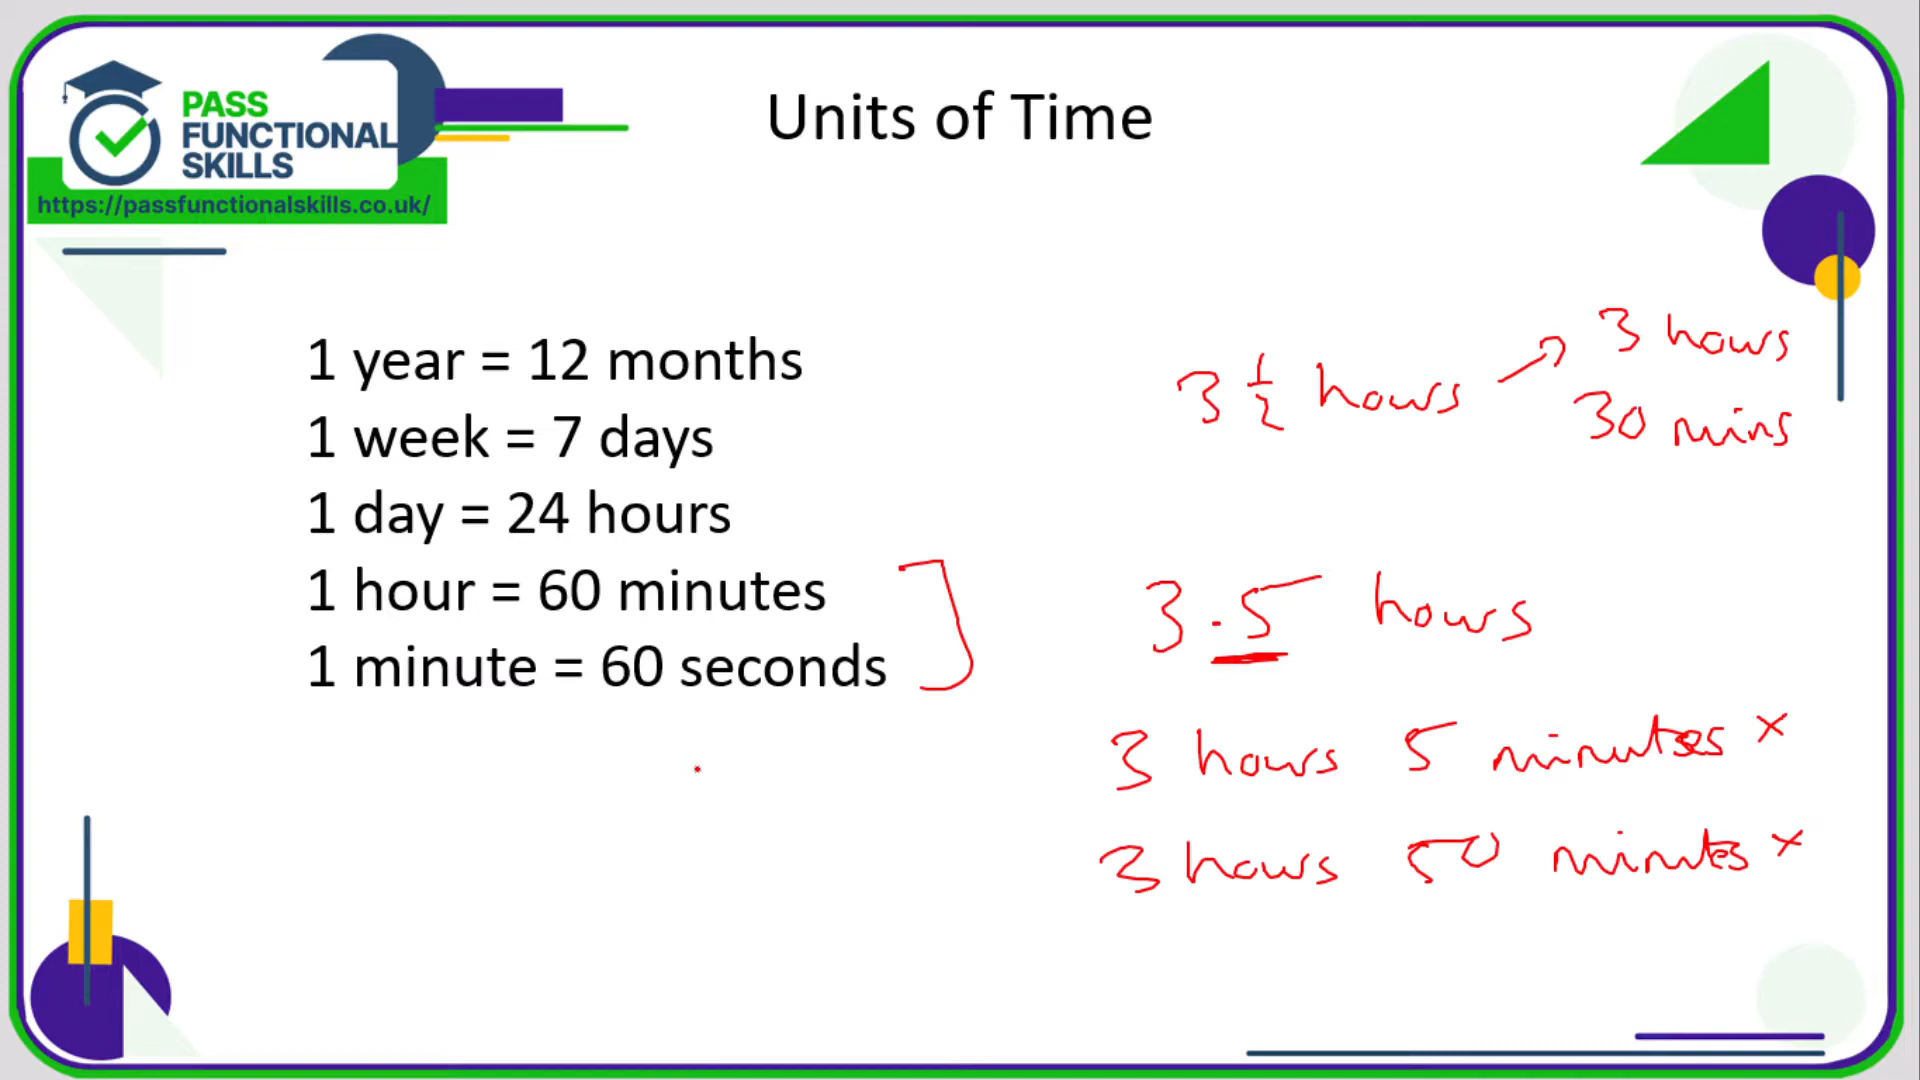 PASS
FUNCTIONAL
SKILLS
https://passfunctionalskills.co.uk/
Units of Time
1 year = 12 months
1 week = 7 days
1 day = 24 hours
1 hour = 60 minutes
1 minute = 60 seconds
3 1/2 hours → 3 hours
30 mins
3.5 hours
3 hours 5 minutes ×
3 hours 50 minutes ×